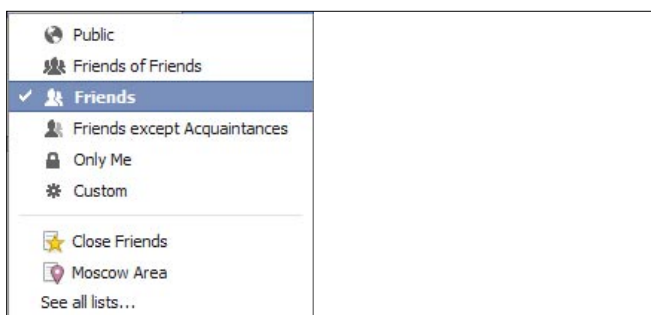 Public
Friends of Friends
Friends
Friends except Acquaintances
Only Me
Custom
Close Friends
Moscow Area
See all lists...